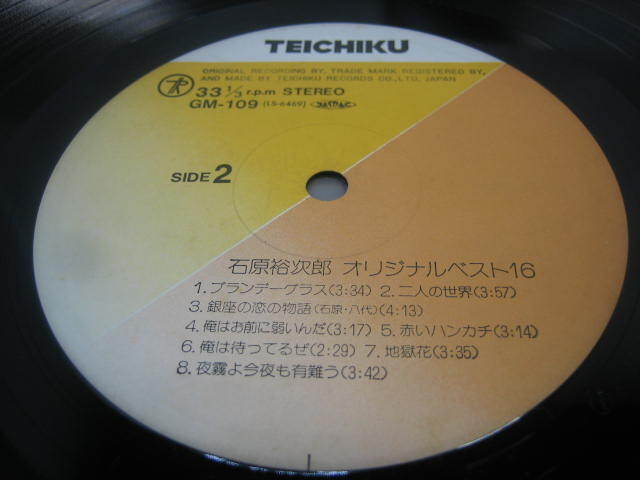 TEICHIKU
ORIGINAL RECORDING BY, TRADE MARK REGISTERED BY,
AND MADE BY TEICHIKU RECORDS CO.,LTD. JAPAN
33 1/3 r.p.m STEREO
GM-109 (LS-6469) JASRAC
SIDE 2
石原裕次郎 オリジナルベスト16
1. ブランデーグラス(3:34) 2. 二人の世界(3:57)
3. 銀座の恋の物語(石原・八代)(4:13)
4. 俺はお前に弱いんだ(3:17) 5. 赤いハンカチ(3:14)
6. 俺は待ってるぜ(2:29) 7. 地獄花(3:35)
8. 夜霧よ今夜も有難う(3:42)